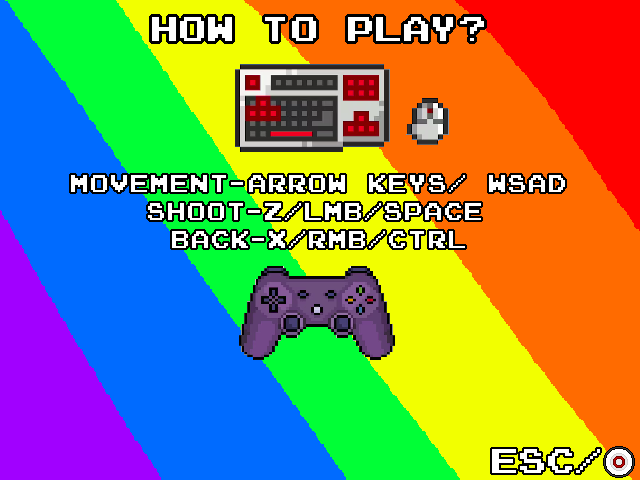 HOW TO PLAY?
MOVEMENT-ARROW KEYS/ WSAD
SHOOT-Z/LMB/SPACE
BACK-X/RMB/CTRL
ESC/